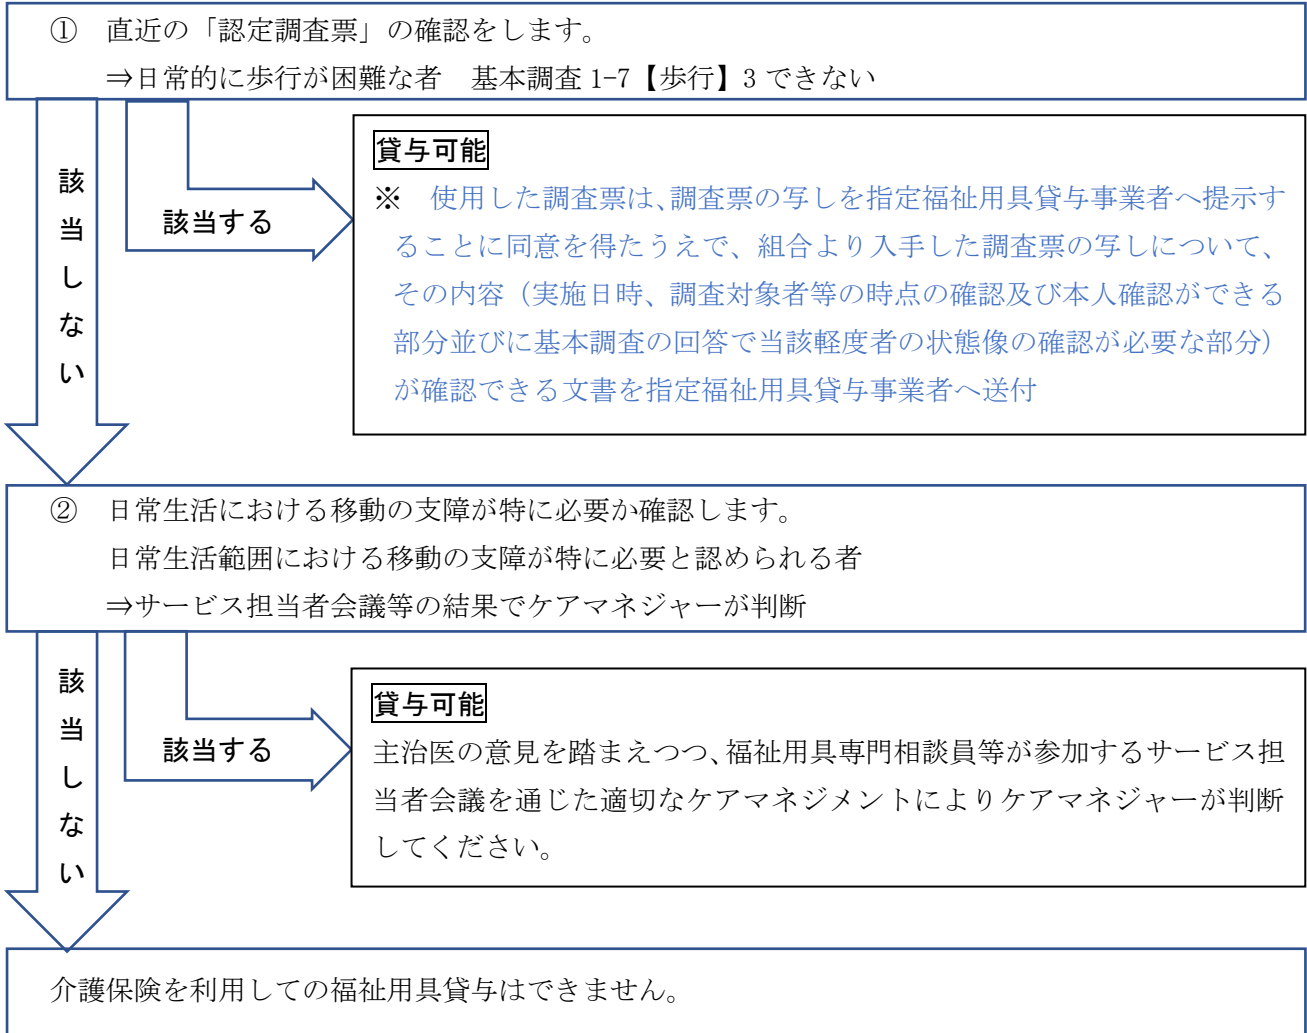 ① 直近の「認定調査票」の確認をします。
⇒日常的に歩行が困難な者 基本調査 1-7【歩行】3 できない
該当しない
該当する
貸与可能
※ 使用した調査票は、調査票の写しを指定福祉用具貸与事業者へ提示す
ることに同意を得たうえで、組合より入手した調査票の写しについて、
その内容（実施日時、調査対象者等の時点の確認及び本人確認ができる
部分並びに基本調査の回答で当該軽度者の状態像の確認が必要な部分）
が確認できる文書を指定福祉用具貸与事業者へ送付
② 日常生活における移動の支障が特に必要か確認します。
日常生活範囲における移動の支障が特に必要と認められる者
⇒サービス担当者会議等の結果でケアマネジャーが判断
該当しない
該当する
貸与可能
主治医の意見を踏まえつつ、福祉用具専門相談員等が参加するサービス担
当者会議を通じた適切なケアマネジメントによりケアマネジャーが判断
してください。
介護保険を利用しての福祉用具貸与はできません。